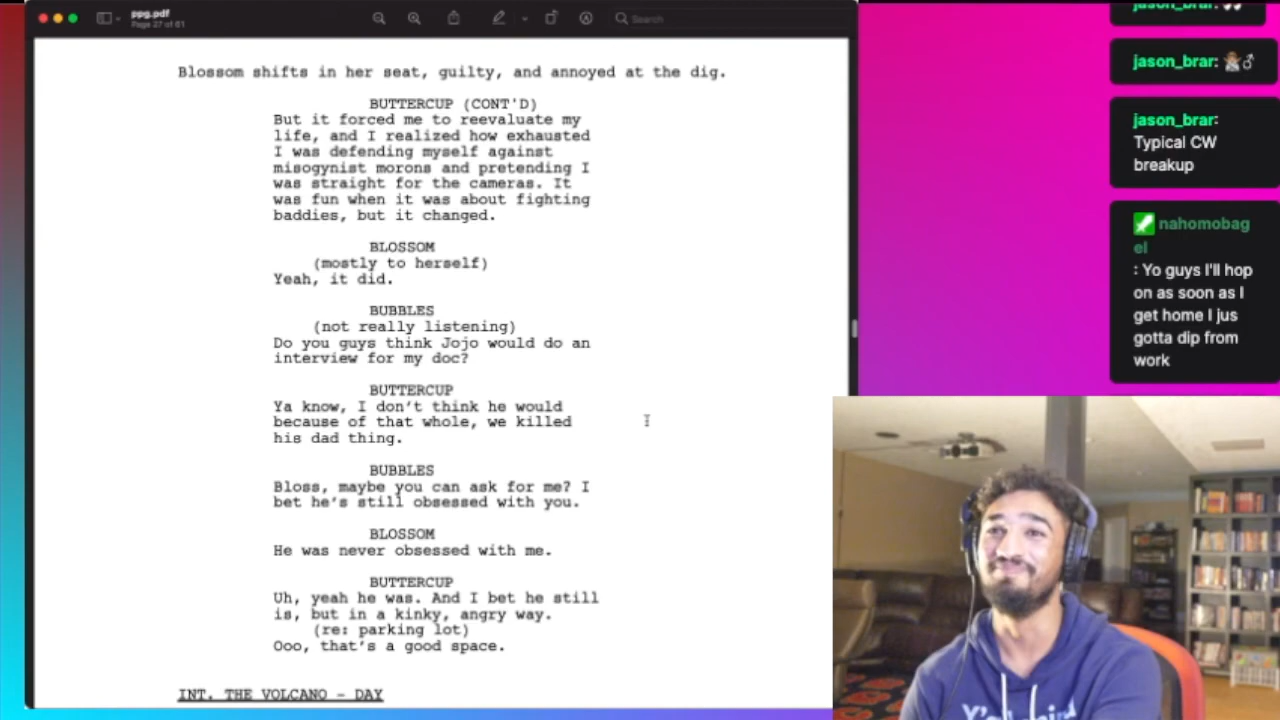 ppg.pdf
Page 27 of 61
Search
Blossom shifts in her seat, guilty, and annoyed at the dig.
BUTTERCUP (CONT'D)
But it forced me to reevaluate my
life, and I realized how exhausted
I was defending myself against
misogynist morons and pretending I
was straight for the cameras. It
was fun when it was about fighting
baddies, but it changed.
BLOSSOM
(mostly to herself)
Yeah, it did.
BUBBLES
(not really listening)
Do you guys think Jojo would do an
interview for my doc?
BUTTERCUP
Ya know, I don't think he would
because of that whole, we killed
his dad thing.
BUBBLES
Bloss, maybe you can ask for me? I
bet he's still obsessed with you.
BLOSSOM
He was never obsessed with me.
BUTTERCUP
Uh, yeah he was. And I bet he still
is, but in a kinky, angry way.
(re: parking lot)
Ooo, that's a good space.
INT. THE VOLCANO - DAY
jason_brar:
jason_brar:
jason_brar:
Typical CW
breakup
nahomobag
el
: Yo guys I'll hop
on as soon as I
get home I jus
gotta dip from
work